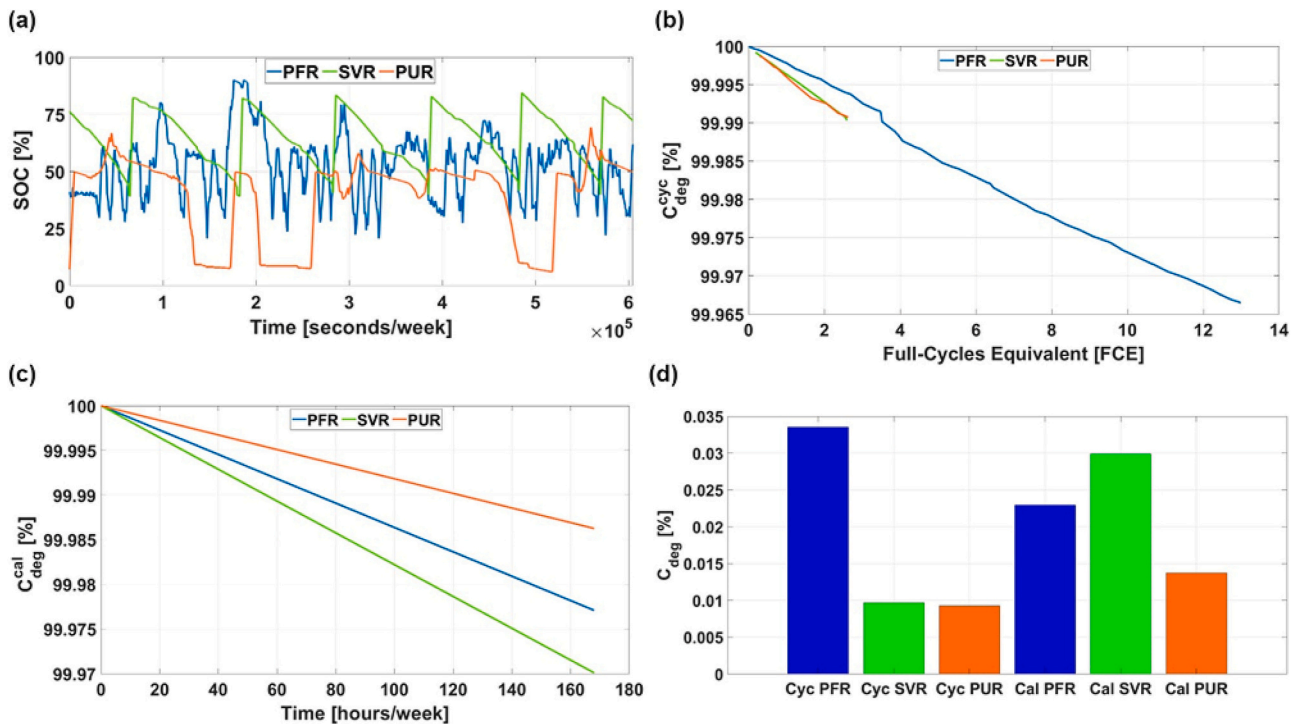 (a)
100
75
50
25
0
SOC [%]
PFR SVR PUR
0 1 2 3 4 5 6
Time [seconds/week]
×10^5
(b)
100
99.995
99.99
99.985
99.98
99.975
99.97
99.965
C_deg^cyc [%]
PFR SVR PUR
0 2 4 6 8 10 12 14
Full-Cycles Equivalent [FCE]
(c)
100
99.995
99.99
99.985
99.98
99.975
99.97
C_deg^cal [%]
PFR SVR PUR
0 20 40 60 80 100 120 140 160 180
Time [hours/week]
(d)
0.035
0.03
0.025
0.02
0.015
0.01
0.005
0
C_deg [%]
Cyc PFR Cyc SVR Cyc PUR Cal PFR Cal SVR Cal PUR